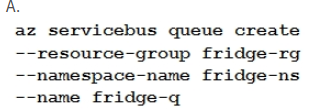 A.
az servicebus queue create
--resource-group fridge-rg
--namespace-name fridge-ns
--name fridge-q